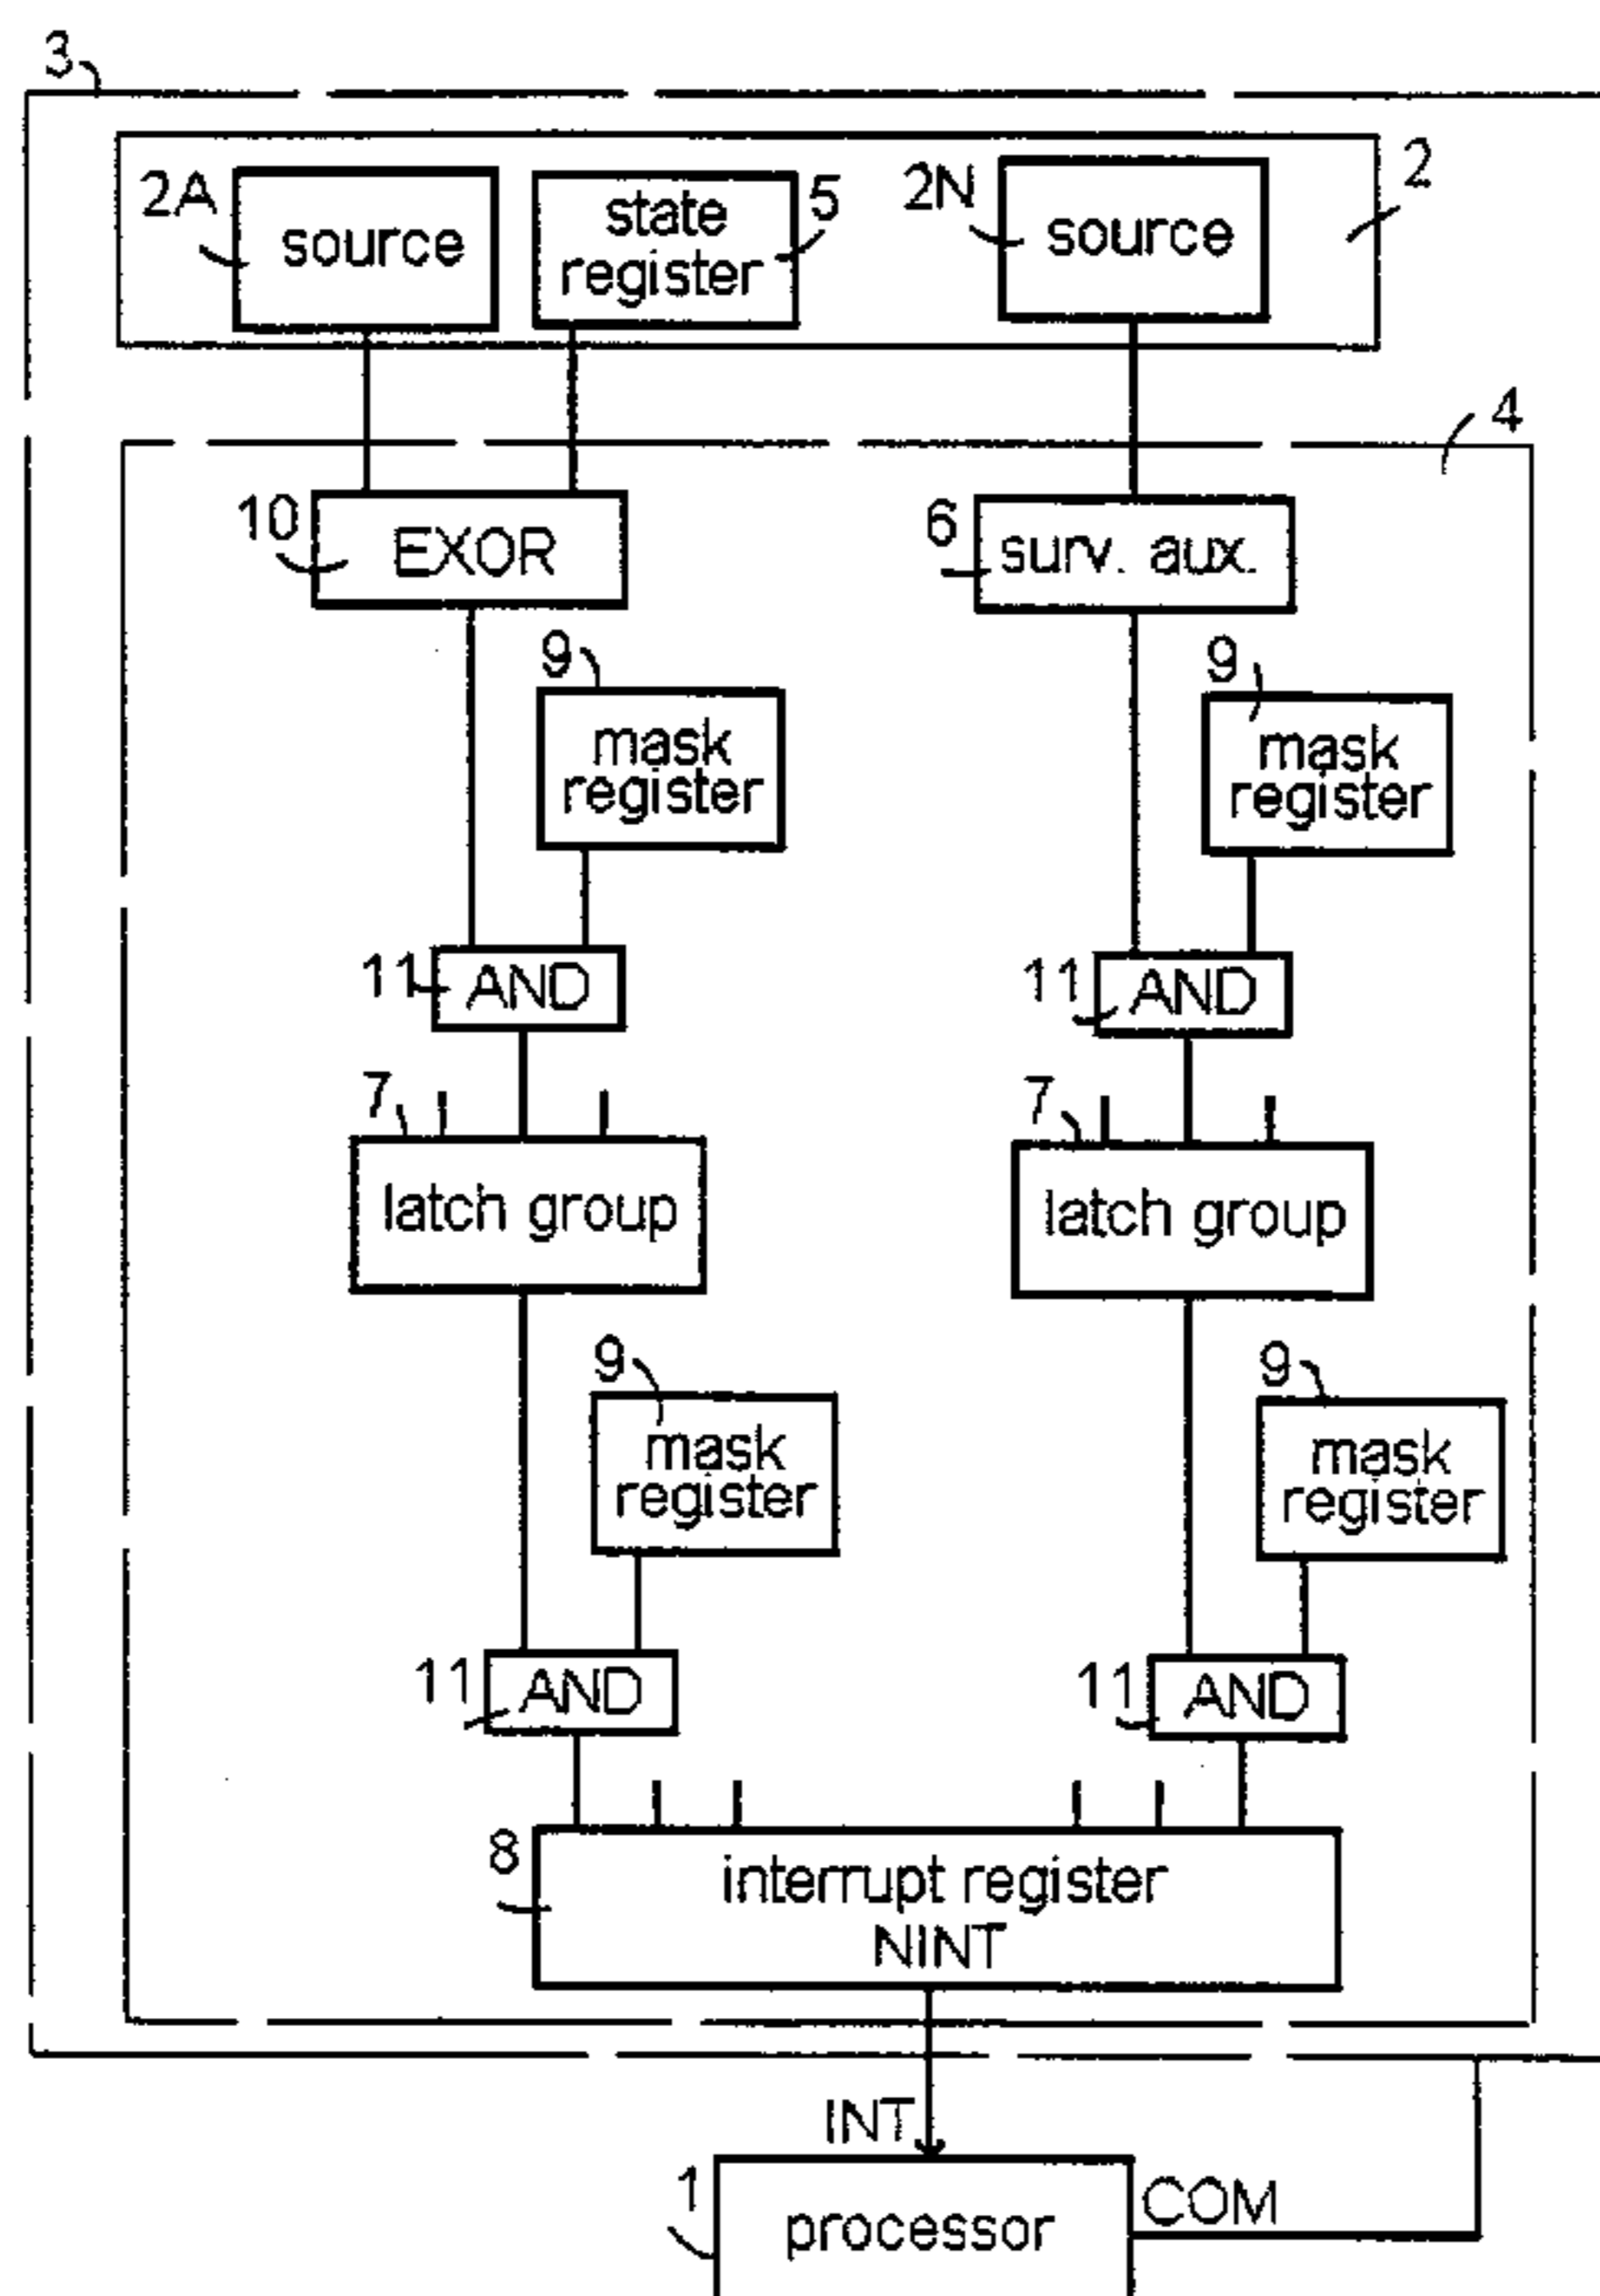 3
2A
source
state
register
5
2N
source
2
4
10
EXOR
6
surv. aux.
9
mask
register
9
mask
register
11
AND
11
AND
7
latch group
7
latch group
9
mask
register
9
mask
register
11
AND
11
AND
8
interrupt register
NINT
INT
1
processor
COM